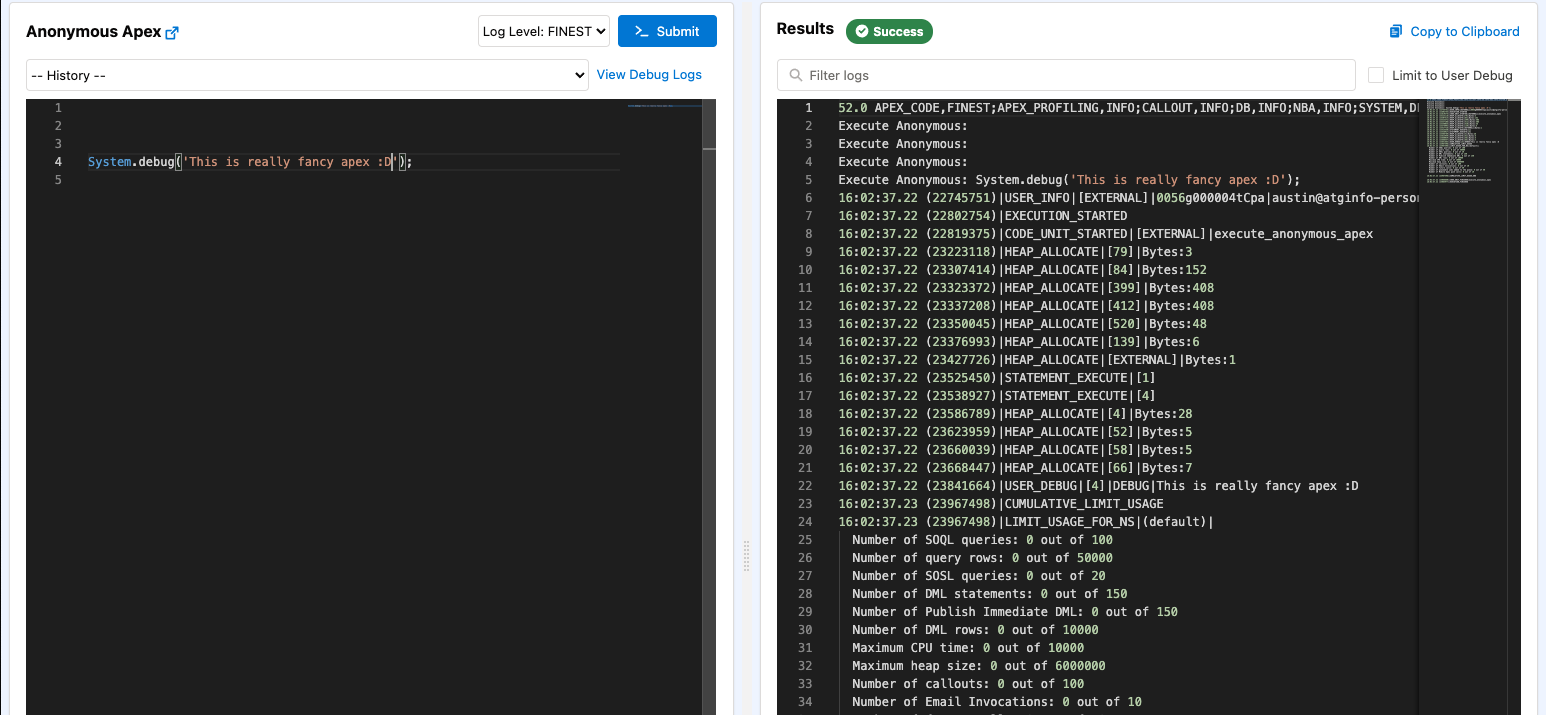 Anonymous Apex
Log Level: FINEST
Submit
-- History --
View Debug Logs
1
2
3
4 System.debug('This is really fancy apex :D');
5
Results
Success
Copy to Clipboard
Filter logs
Limit to User Debug
1 52.0 APEX_CODE,FINEST;APEX_PROFILING,INFO;CALLOUT,INFO;DB,INFO;NBA,INFO;SYSTEM,D
2 Execute Anonymous:
3 Execute Anonymous:
4 Execute Anonymous:
5 Execute Anonymous: System.debug('This is really fancy apex :D');
6 16:02:37.22 (22745751)|USER_INFO|[EXTERNAL]|0056g000004tCpa|austin@atginfo-person
7 16:02:37.22 (22802754)|EXECUTION_STARTED
8 16:02:37.22 (22819375)|CODE_UNIT_STARTED|[EXTERNAL]|execute_anonymous_apex
9 16:02:37.22 (23223118)|HEAP_ALLOCATE|[79]|Bytes:3
10 16:02:37.22 (23307414)|HEAP_ALLOCATE|[84]|Bytes:152
11 16:02:37.22 (23323372)|HEAP_ALLOCATE|[399]|Bytes:408
12 16:02:37.22 (23337208)|HEAP_ALLOCATE|[412]|Bytes:408
13 16:02:37.22 (23350045)|HEAP_ALLOCATE|[520]|Bytes:48
14 16:02:37.22 (23376993)|HEAP_ALLOCATE|[139]|Bytes:6
15 16:02:37.22 (23427726)|HEAP_ALLOCATE|[EXTERNAL]|Bytes:1
16 16:02:37.22 (23525450)|STATEMENT_EXECUTE|[1]
17 16:02:37.22 (23538927)|STATEMENT_EXECUTE|[4]
18 16:02:37.22 (23586789)|HEAP_ALLOCATE|[4]|Bytes:28
19 16:02:37.22 (23623959)|HEAP_ALLOCATE|[52]|Bytes:5
20 16:02:37.22 (23660039)|HEAP_ALLOCATE|[58]|Bytes:5
21 16:02:37.22 (23668447)|HEAP_ALLOCATE|[66]|Bytes:7
22 16:02:37.22 (23841664)|USER_DEBUG|[4]|DEBUG|This is really fancy apex :D
23 16:02:37.23 (23967498)|CUMULATIVE_LIMIT_USAGE
24 16:02:37.23 (23967498)|LIMIT_USAGE_FOR_NS|(default)|
25 Number of SOQL queries: 0 out of 100
26 Number of query rows: 0 out of 50000
27 Number of SOSL queries: 0 out of 20
28 Number of DML statements: 0 out of 150
29 Number of Publish Immediate DML: 0 out of 150
30 Number of DML rows: 0 out of 10000
31 Maximum CPU time: 0 out of 10000
32 Maximum heap size: 0 out of 6000000
33 Number of callouts: 0 out of 100
34 Number of Email Invocations: 0 out of 10